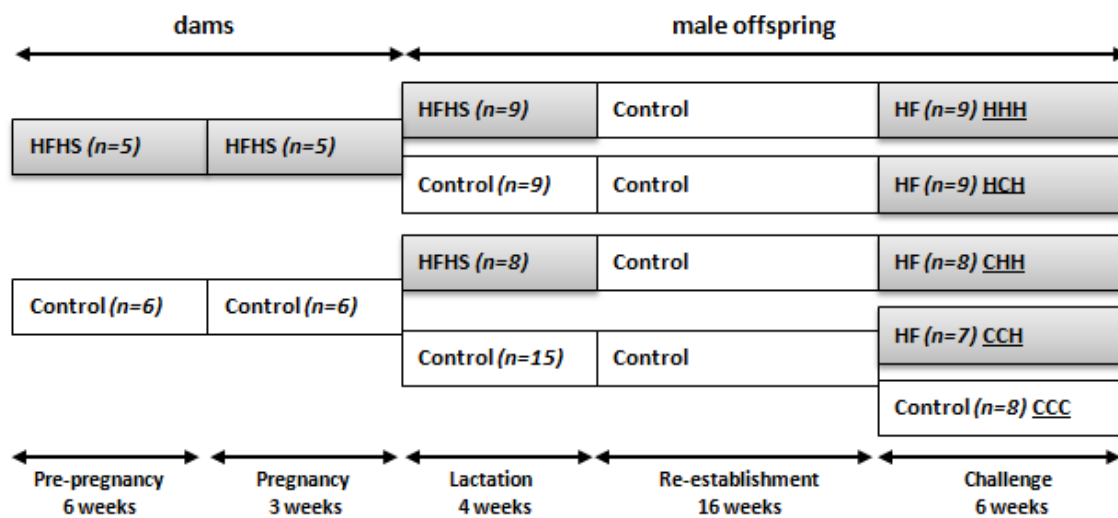 dams
male offspring
HFHS (n=5)
HFHS (n=5)
HFHS (n=9)
Control
HF (n=9) HHH
Control (n=9)
Control
HF (n=9) HCH
Control (n=6)
Control (n=6)
HFHS (n=8)
Control
HF (n=8) CHH
Control (n=15)
Control
HF (n=7) CCH
Control (n=8) CCC
Pre-pregnancy
6 weeks
Pregnancy
3 weeks
Lactation
4 weeks
Re-establishment
16 weeks
Challenge
6 weeks